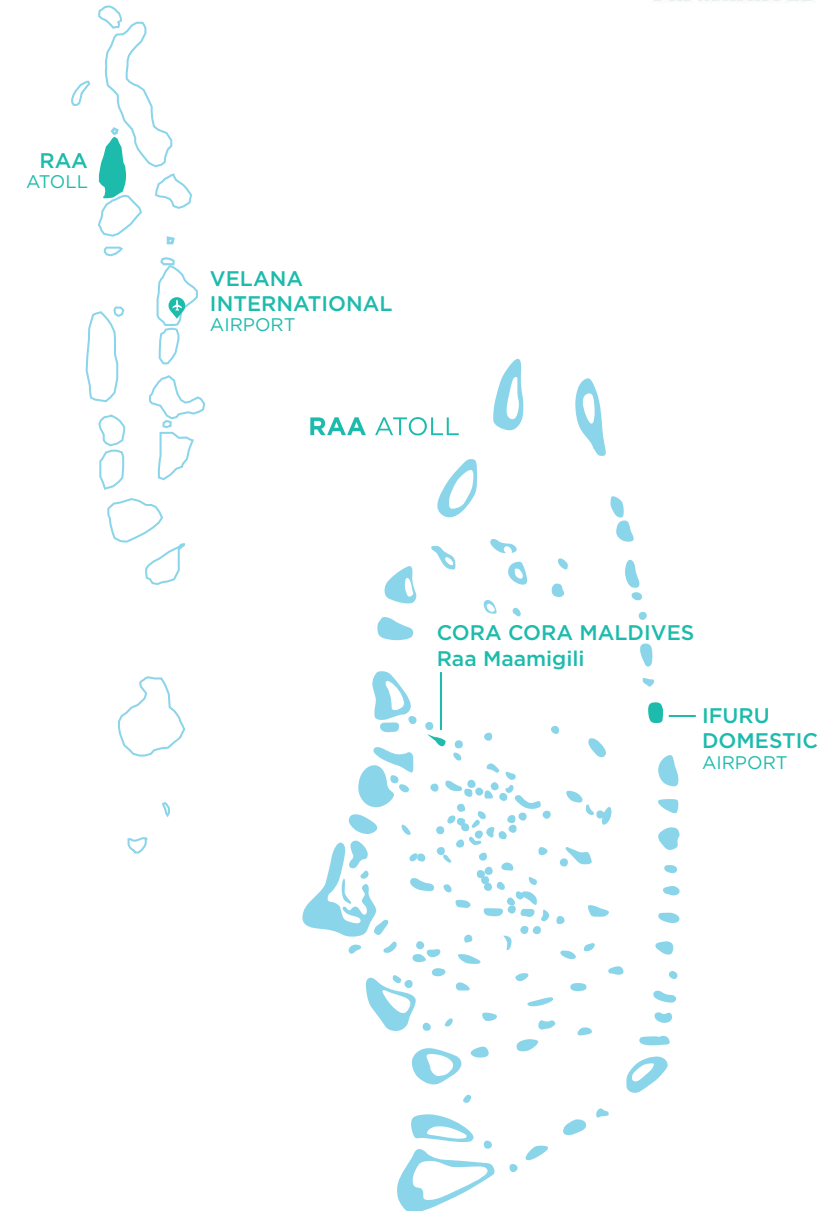 RAA
ATOLL
VELANA
INTERNATIONAL
AIRPORT
RAA ATOLL
CORA CORA MALDIVES
Raa Maamigili
IFURU
DOMESTIC
AIRPORT